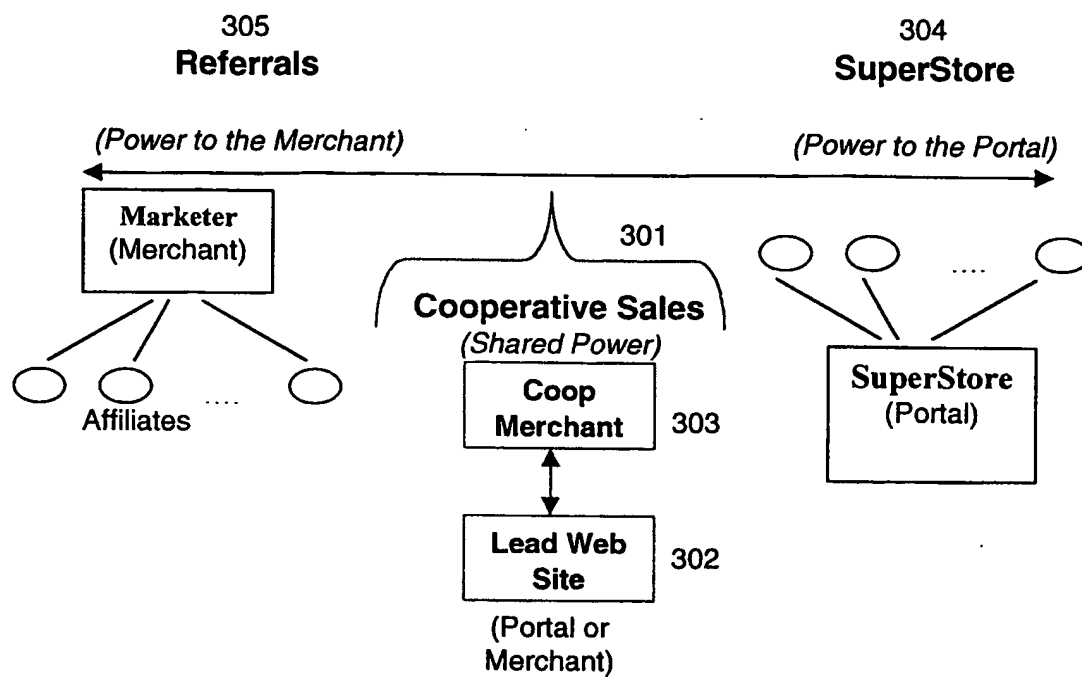 305
Referrals
304
SuperStore
(Power to the Merchant)
(Power to the Portal)
Marketer
(Merchant)
Affiliates
....
301
Cooperative Sales
(Shared Power)
Coop
Merchant
303
Lead Web
Site
302
(Portal or
Merchant)
....
SuperStore
(Portal)